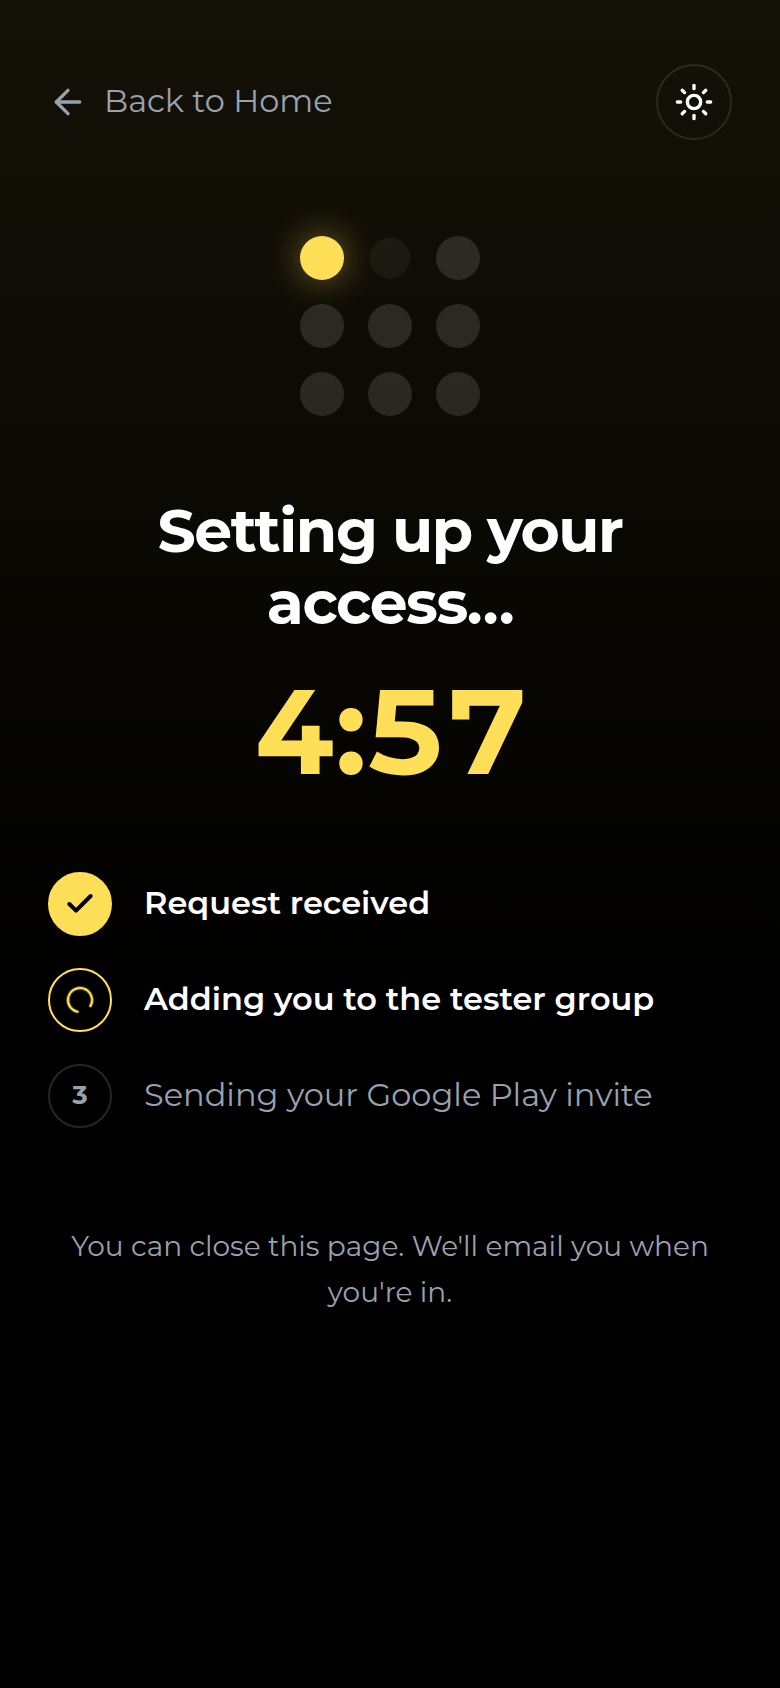 Back to Home
Setting up your
access...
4:57
Request received
Adding you to the tester group
3
Sending your Google Play invite
You can close this page. We'll email you when
you're in.